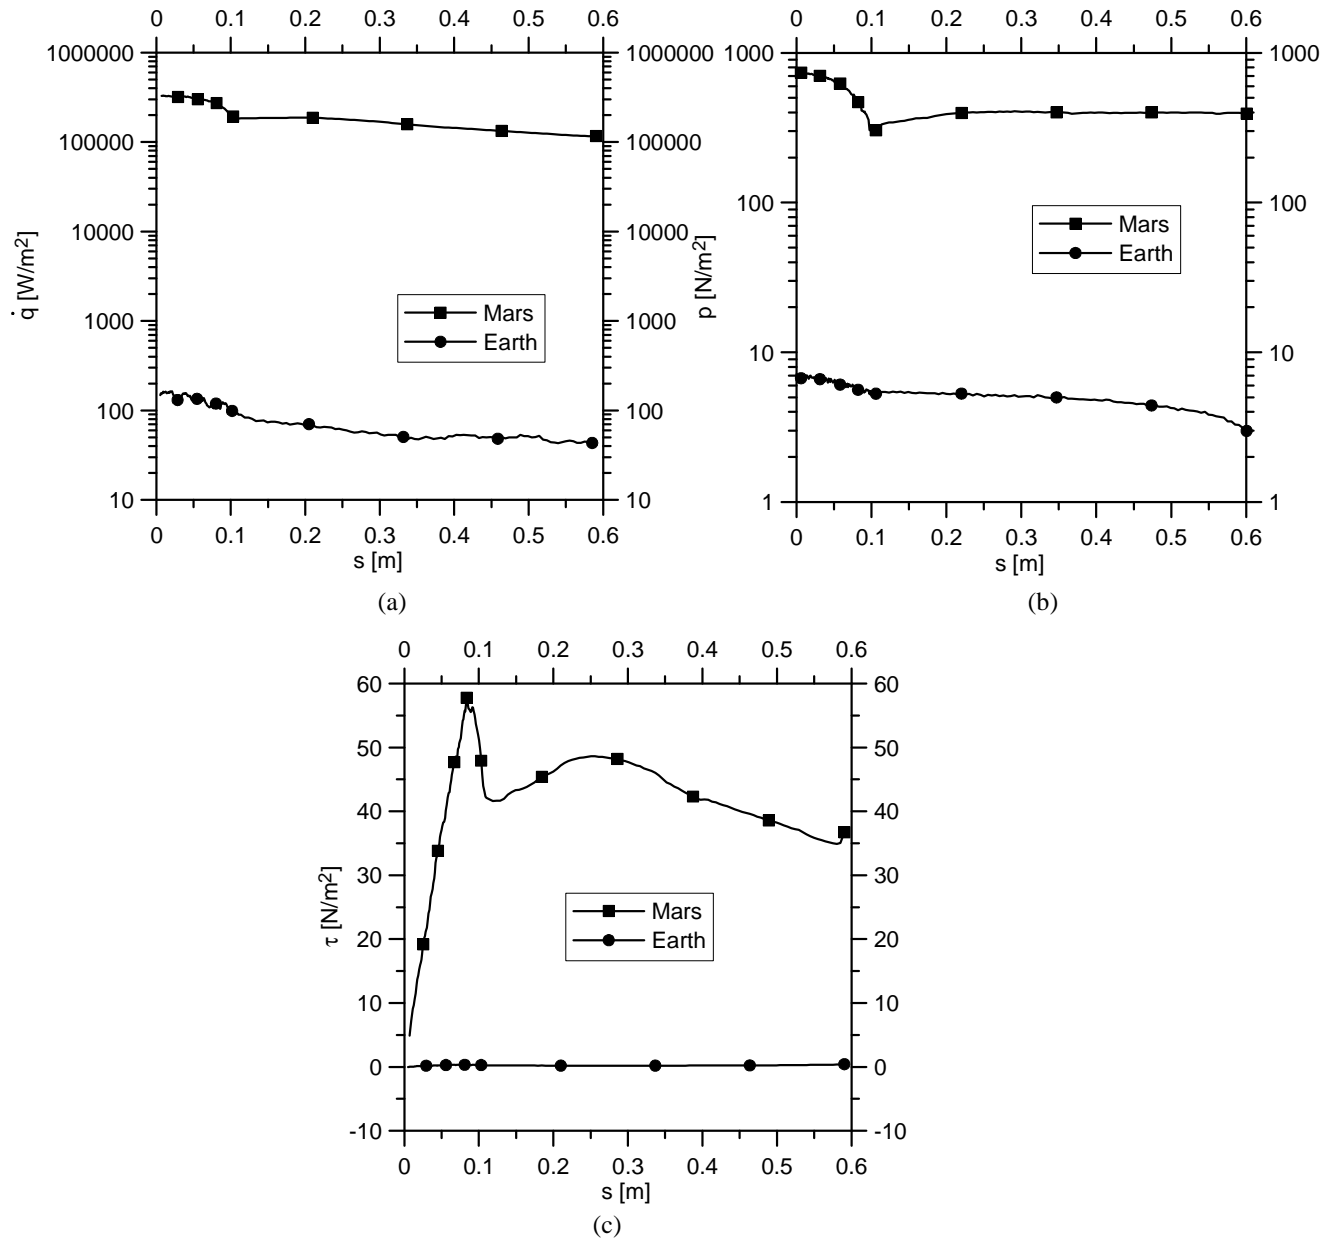 0 0.1 0.2 0.3 0.4 0.5 0.6
1000000 1000000
100000 100000
10000 10000
1000 1000
100 100
10 10
q̇ [W/m²]
Mars
Earth
0 0.1 0.2 0.3 0.4 0.5 0.6
s [m]
(a)
0 0.1 0.2 0.3 0.4 0.5 0.6
1000 1000
100 100
10 10
1 1
p [N/m²]
Mars
Earth
0 0.1 0.2 0.3 0.4 0.5 0.6
s [m]
(b)
0 0.1 0.2 0.3 0.4 0.5 0.6
60 60
50 50
40 40
30 30
20 20
10 10
0 0
-10 -10
τ [N/m²]
Mars
Earth
0 0.1 0.2 0.3 0.4 0.5 0.6
s [m]
(c)